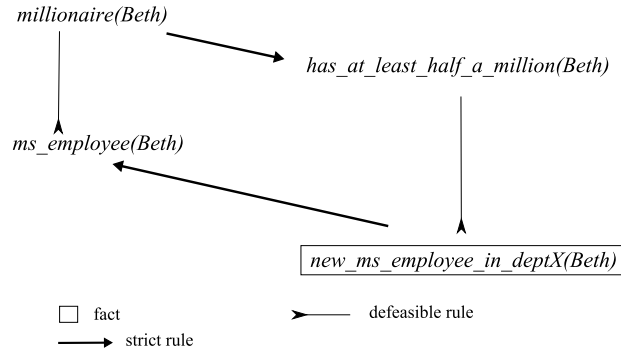 millionaire(Beth)
has_at_least_half_a_million(Beth)
ms_employee(Beth)
new_ms_employee_in_deptX(Beth)
fact
defeasible rule
strict rule